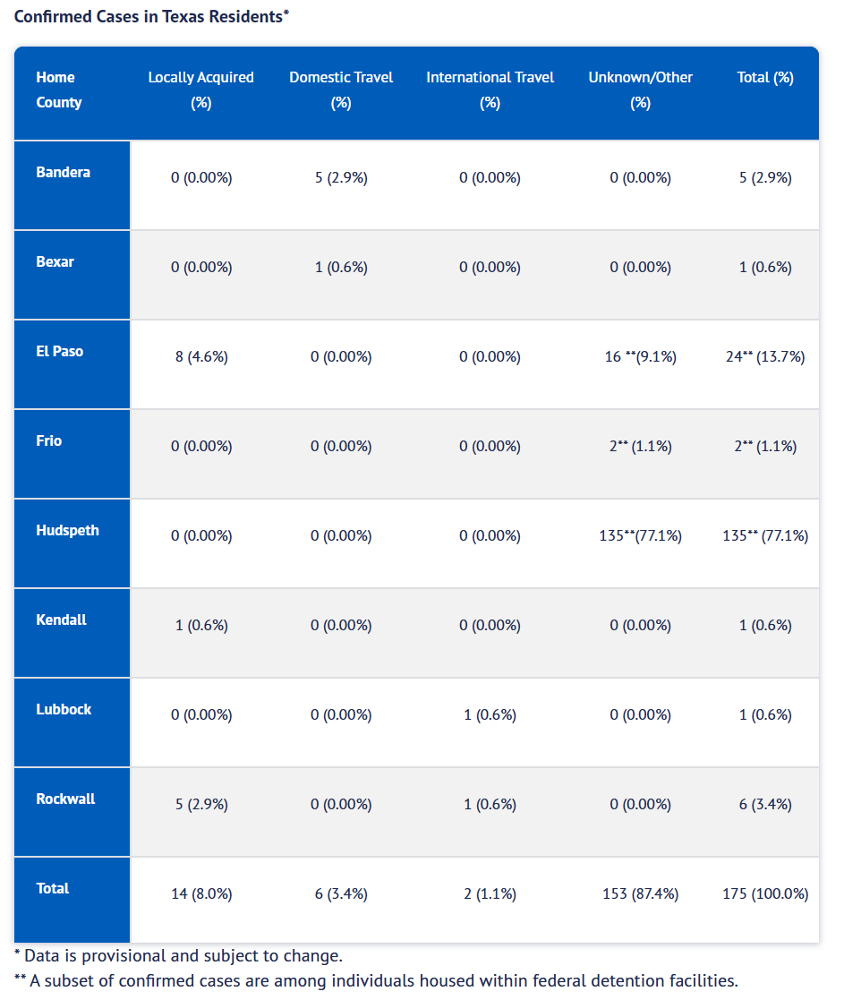 Confirmed Cases in Texas Residents*
Home County Locally Acquired (%) Domestic Travel (%) International Travel (%) Unknown/Other (%) Total (%)
Bandera 0 (0.00%) 5 (2.9%) 0 (0.00%) 0 (0.00%) 5 (2.9%)
Bexar 0 (0.00%) 1 (0.6%) 0 (0.00%) 0 (0.00%) 1 (0.6%)
El Paso 8 (4.6%) 0 (0.00%) 0 (0.00%) 16 **(9.1%) 24** (13.7%)
Frio 0 (0.00%) 0 (0.00%) 0 (0.00%) 2** (1.1%) 2** (1.1%)
Hudspeth 0 (0.00%) 0 (0.00%) 0 (0.00%) 135**(77.1%) 135** (77.1%)
Kendall 1 (0.6%) 0 (0.00%) 0 (0.00%) 0 (0.00%) 1 (0.6%)
Lubbock 0 (0.00%) 0 (0.00%) 1 (0.6%) 0 (0.00%) 1 (0.6%)
Rockwall 5 (2.9%) 0 (0.00%) 1 (0.6%) 0 (0.00%) 6 (3.4%)
Total 14 (8.0%) 6 (3.4%) 2 (1.1%) 153 (87.4%) 175 (100.0%)
* Data is provisional and subject to change.
** A subset of confirmed cases are among individuals housed within federal detention facilities.